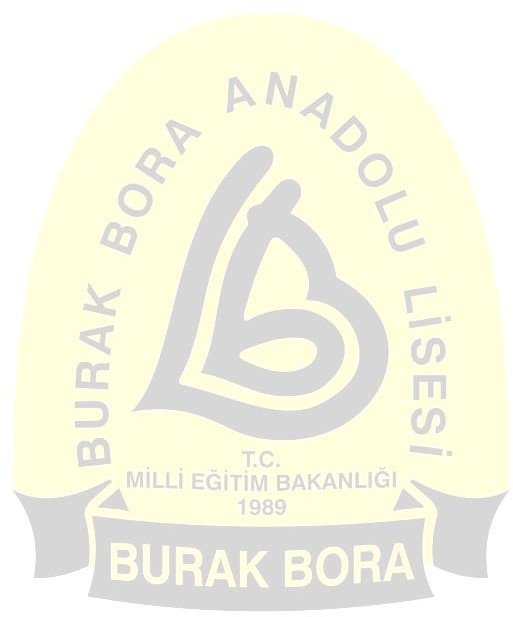 BURAK BORA ANADOLU LİSESİ
T.C.
MİLLİ EĞİTİM BAKANLIĞI
1989
BURAK BORA